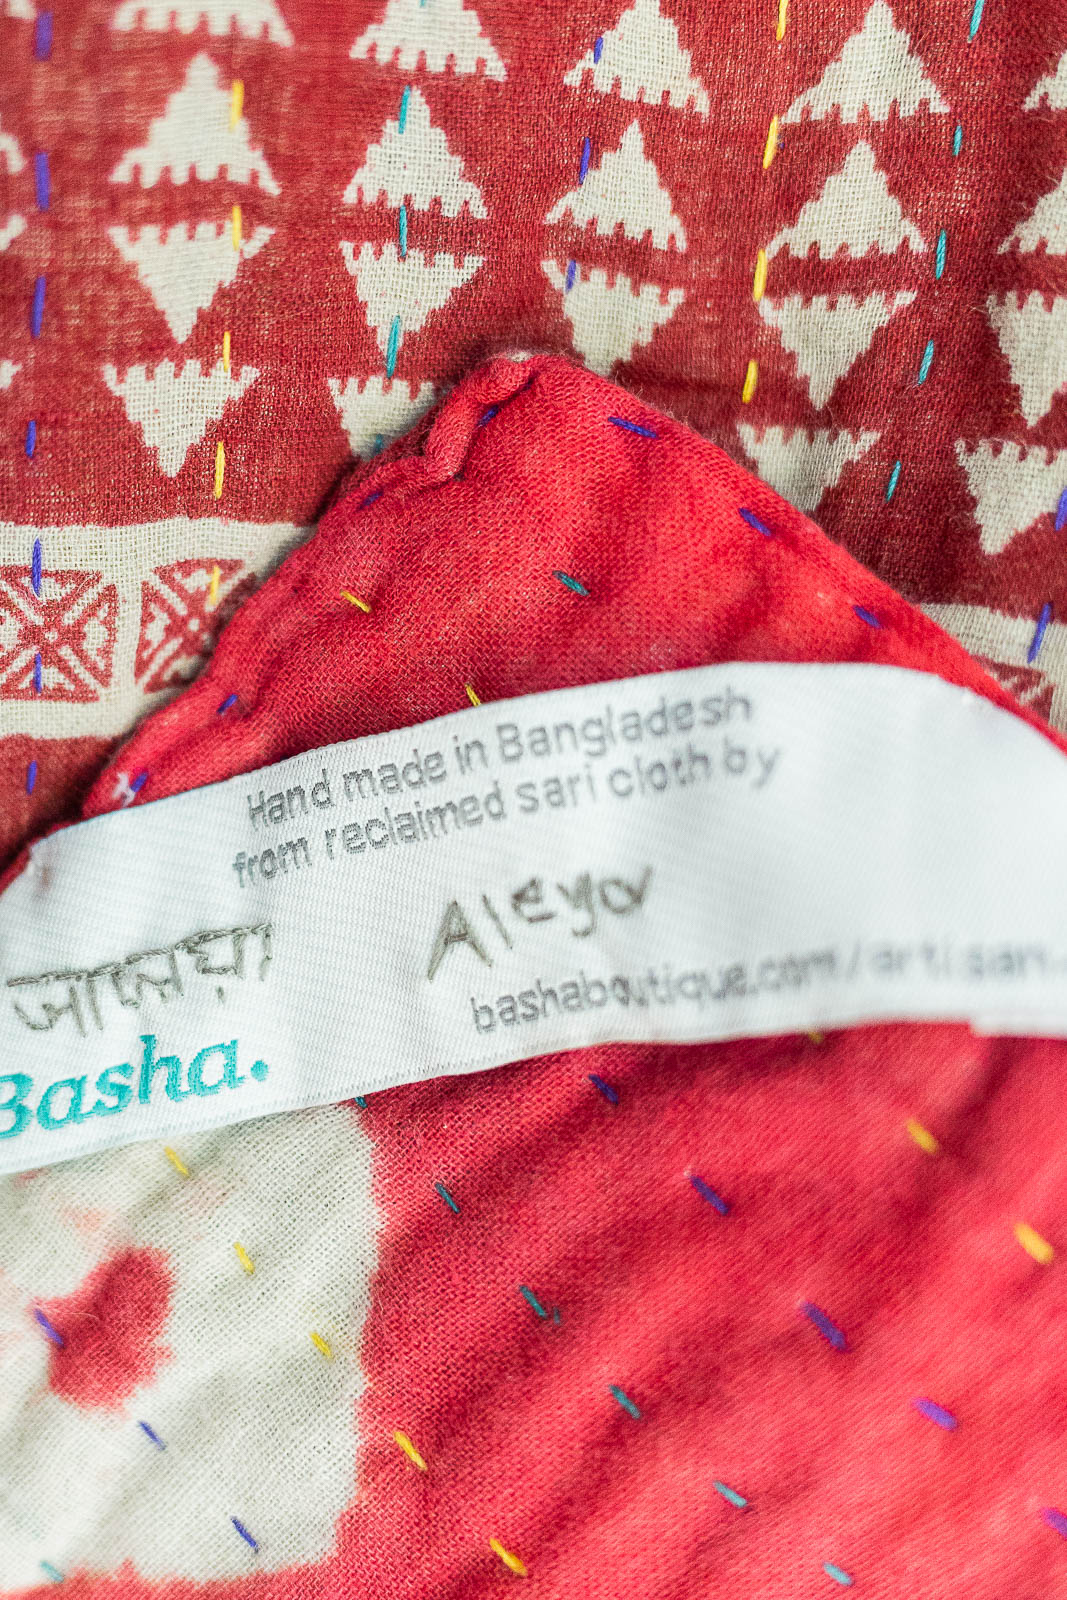 Hand made in Bangladesh
from reclaimed sari cloth by
আলেয়া
Aleya
Basha.
bashaboutique.com/artisan